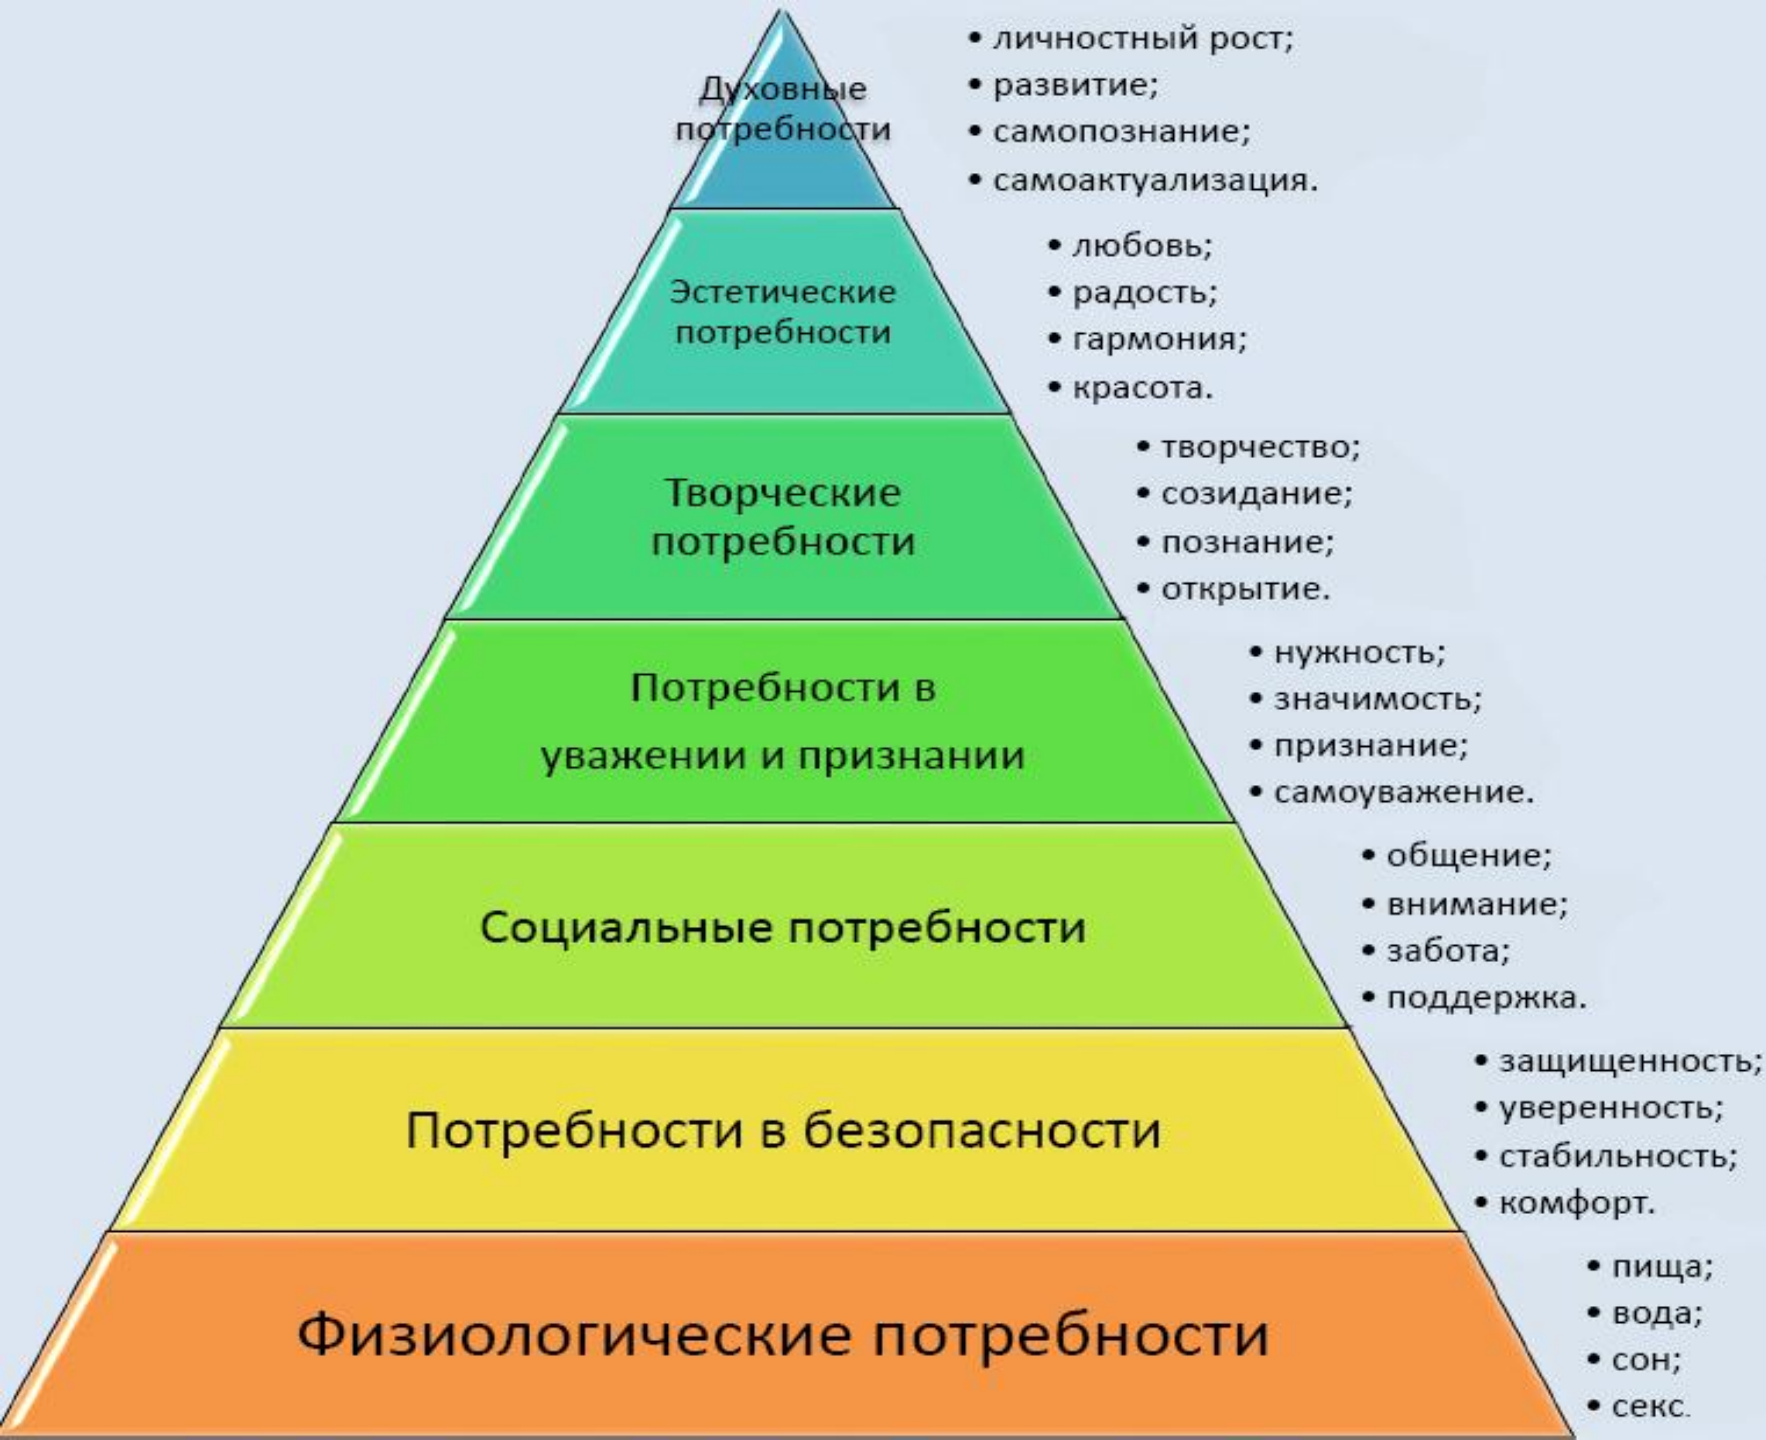 Духовные
потребности
• личностный рост;
• развитие;
• самопознание;
• самоактуализация.
Эстетические
потребности
• любовь;
• радость;
• гармония;
• красота.
Творческие
потребности
• творчество;
• созидание;
• познание;
• открытие.
Потребности в
уважении и признании
• нужность;
• значимость;
• признание;
• самоуважение.
Социальные потребности
• общение;
• внимание;
• забота;
• поддержка.
Потребности в безопасности
• защищенность;
• уверенность;
• стабильность;
• комфорт.
Физиологические потребности
• пища;
• вода;
• сон;
• секс.